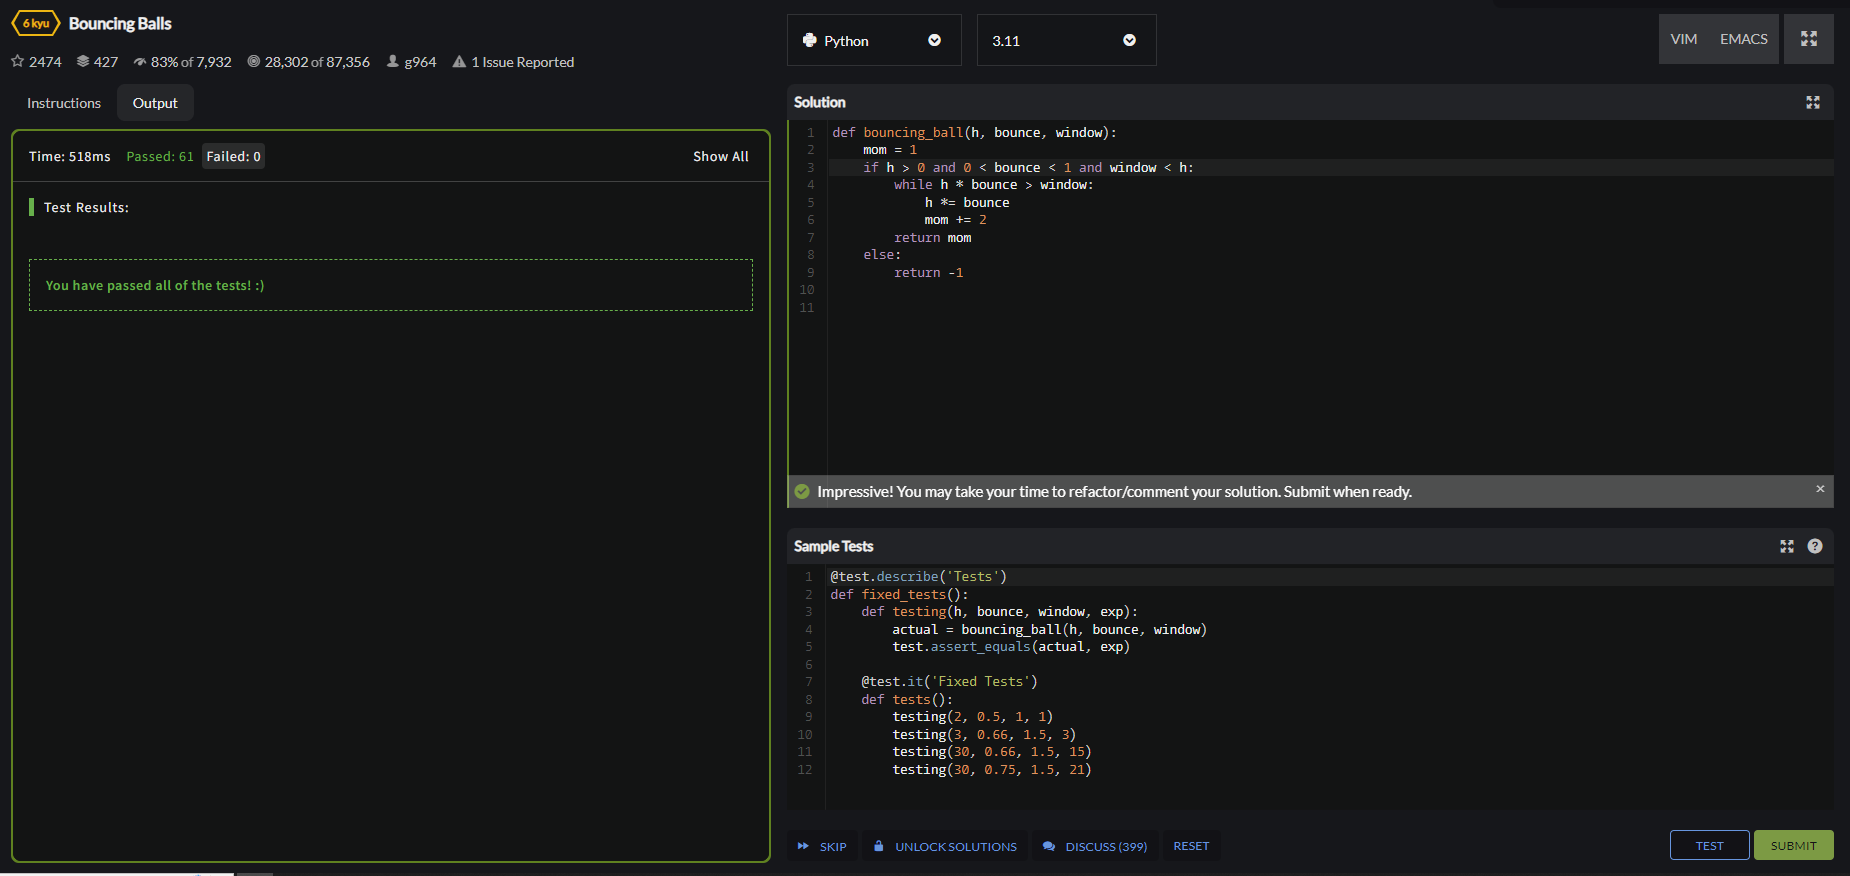 6 kyu Bouncing Balls
2474 427 83% of 7,932 28,302 of 87,356 g964 1 Issue Reported
Instructions Output
Time: 518ms Passed: 61 Failed: 0 Show All
Test Results:
You have passed all of the tests! :)
Python 3.11 VIM EMACS
Solution
1 def bouncing_ball(h, bounce, window):
2     mom = 1
3     if h > 0 and 0 < bounce < 1 and window < h:
4         while h * bounce > window:
5             h *= bounce
6             mom += 2
7         return mom
8     else:
9         return -1
10
11
Impressive! You may take your time to refactor/comment your solution. Submit when ready. ×
Sample Tests ?
1 @test.describe('Tests')
2 def fixed_tests():
3     def testing(h, bounce, window, exp):
4         actual = bouncing_ball(h, bounce, window)
5         test.assert_equals(actual, exp)
6
7     @test.it('Fixed Tests')
8     def tests():
9         testing(2, 0.5, 1, 1)
10         testing(3, 0.66, 1.5, 3)
11         testing(30, 0.66, 1.5, 15)
12         testing(30, 0.75, 1.5, 21)
SKIP UNLOCK SOLUTIONS DISCUSS (399) RESET TEST SUBMIT